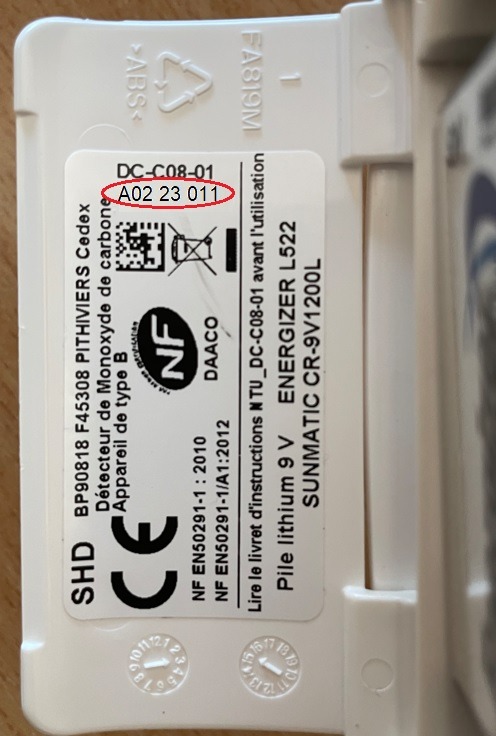 1
FA819M
>ABS<
DC-C08-01
A02 23 011
SHD BP90818 F45308 PITHIVIERS Cedex
Détecteur de Monoxyde de carbone
Appareil de type B
CE
NF
DAACO
NF EN50291-1 : 2010
NF EN50291-1/A1:2012
Lire le livret d'instructions NTU_DC-C08-01 avant l'utilisation
Pile lithium 9 V ENERGIZER L522
SUNMATIC CR-9V1200L